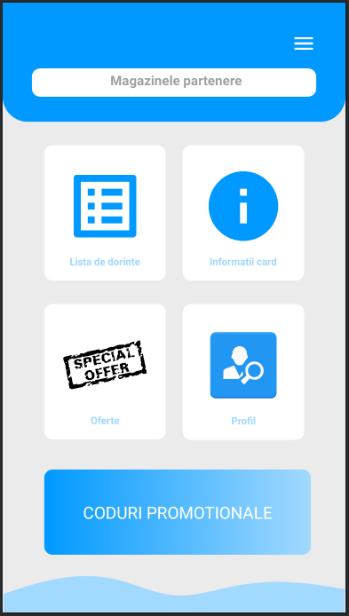 Magazinele partenere
Lista de dorinte
Informatii card
SPECIAL
OFFER
Oferte
Profil
CODURI PROMOTIONALE